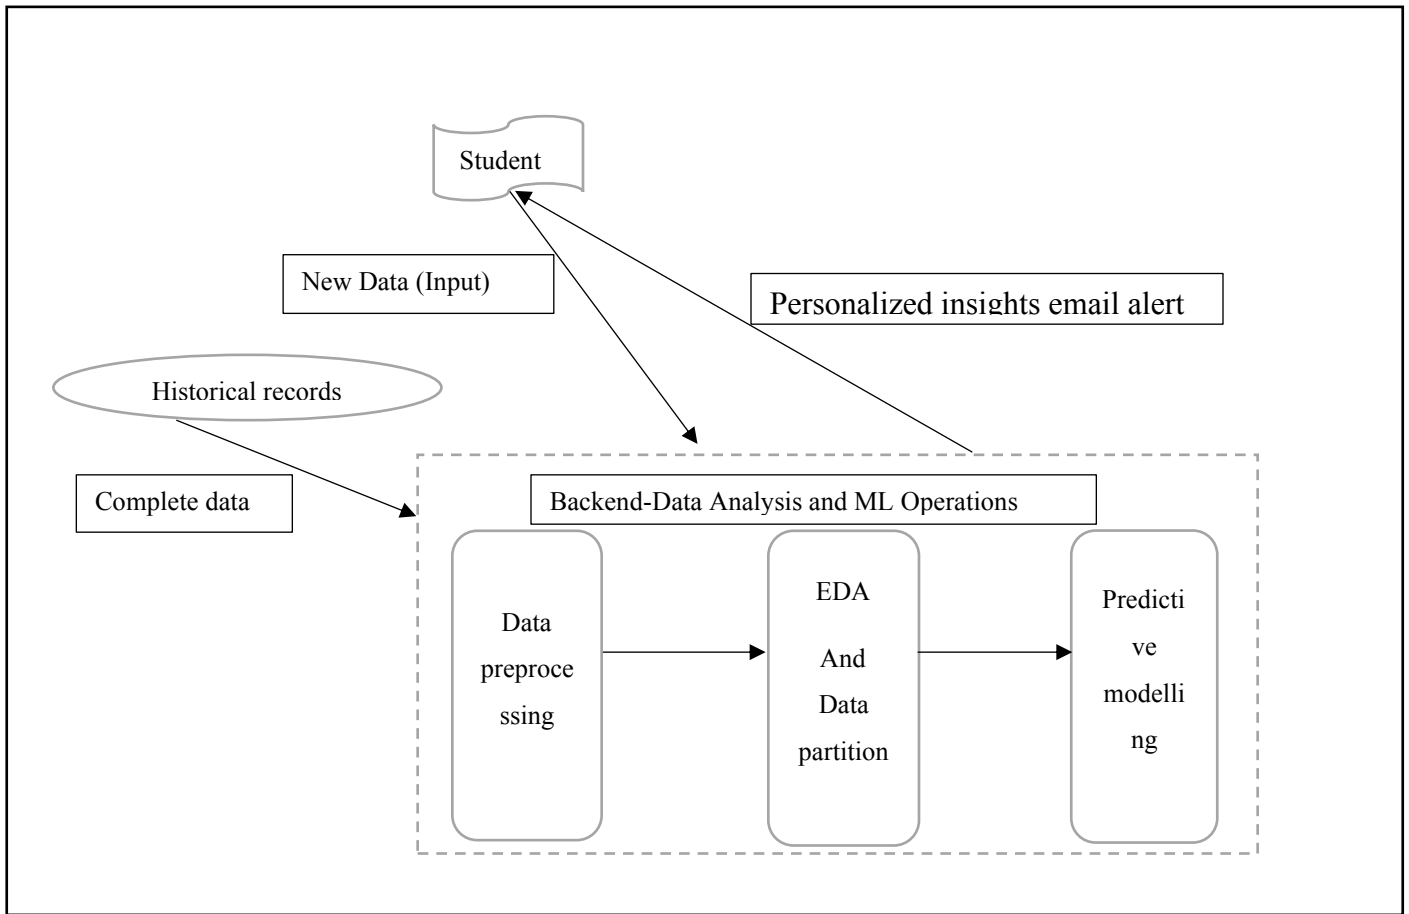 Student
New Data (Input)
Personalized insights email alert
Historical records
Complete data
Backend-Data Analysis and ML Operations
Data
preproce
ssing
EDA
And
Data
partition
Predicti
ve
modelli
ng